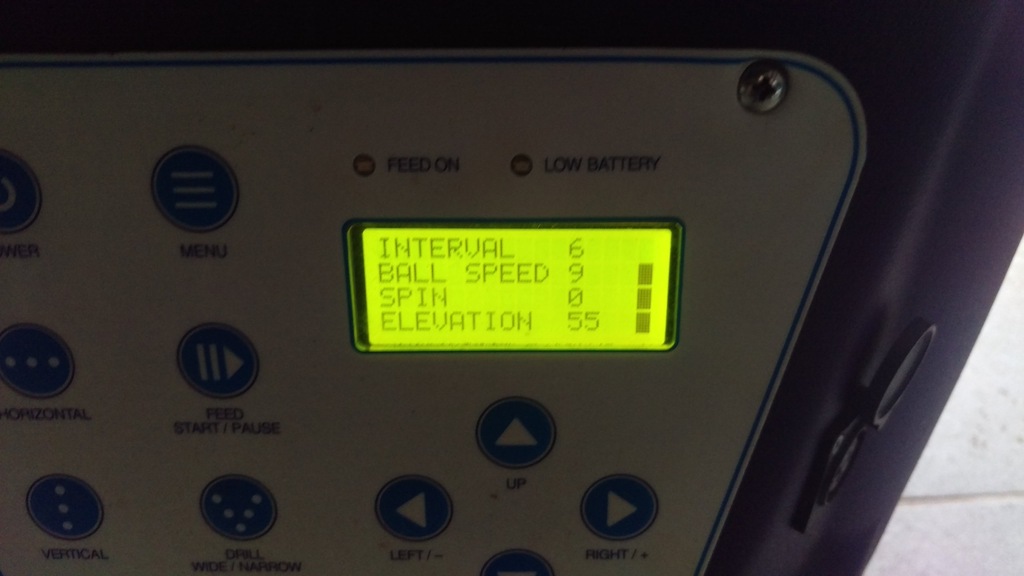 FEED ON
LOW BATTERY
WER
MENU
INTERVAL 6
BALL SPEED 9
SPIN 0
ELEVATION 55
HORIZONTAL
FEED
START / PAUSE
UP
VERTICAL
DRILL
WIDE / NARROW
LEFT / -
RIGHT / +